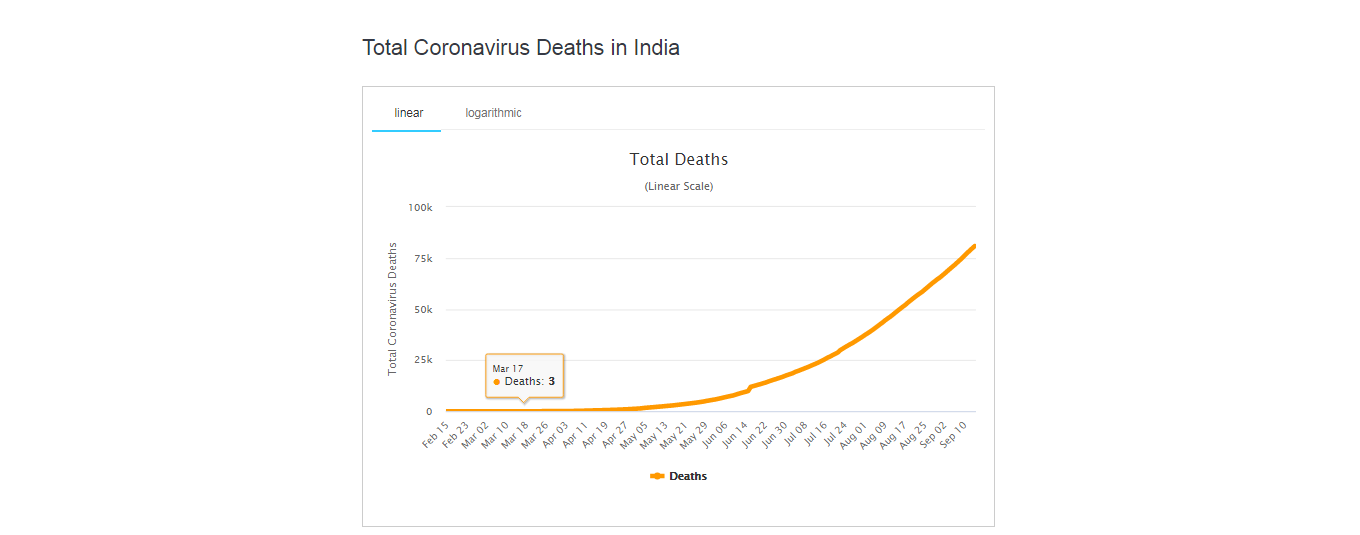 Total Coronavirus Deaths in India
linear logarithmic
Total Deaths
(Linear Scale)
Total Coronavirus Deaths
100k
75k
50k
25k
0
Mar 17
Deaths: 3
Feb 15 Feb 23 Mar 02 Mar 10 Mar 18 Mar 26 Apr 03 Apr 11 Apr 19 Apr 27 May 05 May 13 May 21 May 29 Jun 06 Jun 14 Jun 22 Jun 30 Jul 08 Jul 16 Jul 24 Aug 01 Aug 09 Aug 17 Aug 25 Sep 02 Sep 10
Deaths